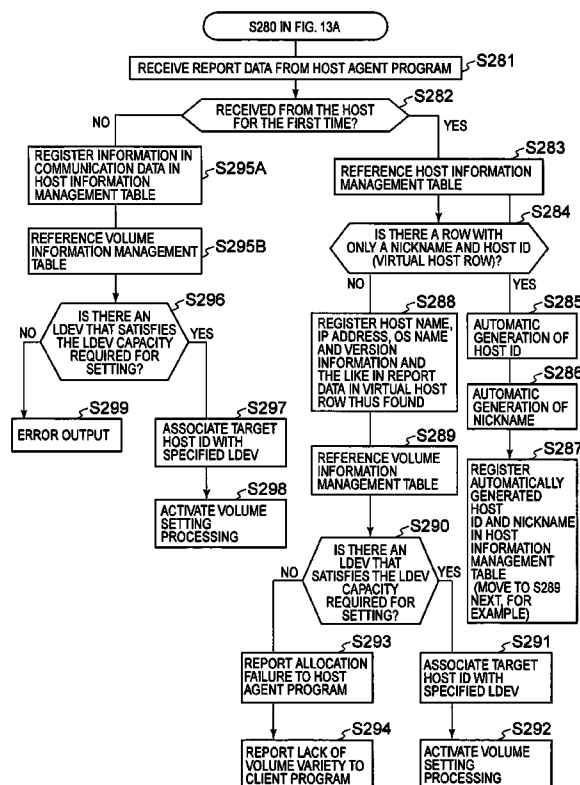 S280 IN FIG. 13A
RECEIVE REPORT DATA FROM HOST AGENT PROGRAM
S281
S282
RECEIVED FROM THE HOST
FOR THE FIRST TIME?
NO
YES
REGISTER INFORMATION IN
COMMUNICATION DATA IN
HOST INFORMATION
MANAGEMENT TABLE
S295A
REFERENCE VOLUME
INFORMATION MANAGEMENT
TABLE
S295B
S296
IS THERE AN
LDEV THAT SATISFIES
THE LDEV CAPACITY
REQUIRED FOR
SETTING?
NO
YES
S299
ERROR OUTPUT
S297
ASSOCIATE TARGET
HOST ID WITH
SPECIFIED LDEV
S298
ACTIVATE VOLUME
SETTING
PROCESSING
S283
REFERENCE HOST INFORMATION
MANAGEMENT TABLE
S284
IS THERE A ROW WITH
ONLY A NICKNAME AND HOST ID
(VIRTUAL HOST ROW)?
NO
YES
S288
REGISTER HOST NAME,
IP ADDRESS, OS NAME
AND VERSION
INFORMATION AND
THE LIKE IN REPORT
DATA IN VIRTUAL HOST
ROW THUS FOUND
S289
REFERENCE VOLUME
INFORMATION
MANAGEMENT TABLE
S290
IS THERE AN
LDEV THAT
SATISFIES THE LDEV
CAPACITY
REQUIRED FOR
SETTING?
NO
YES
S285
AUTOMATIC
GENERATION OF
HOST ID
S286
AUTOMATIC
GENERATION OF
NICKNAME
S287
REGISTER
AUTOMATICALLY
GENERATED
HOST
ID AND NICKNAME
IN HOST
INFORMATION
MANAGEMENT
TABLE
(MOVE TO S289
NEXT, FOR
EXAMPLE)
S293
REPORT ALLOCATION
FAILURE TO HOST
AGENT PROGRAM
S294
REPORT LACK OF
VOLUME VARIETY TO
CLIENT PROGRAM
S291
ASSOCIATE TARGET
HOST ID WITH
SPECIFIED LDEV
S292
ACTIVATE VOLUME
SETTING
PROCESSING